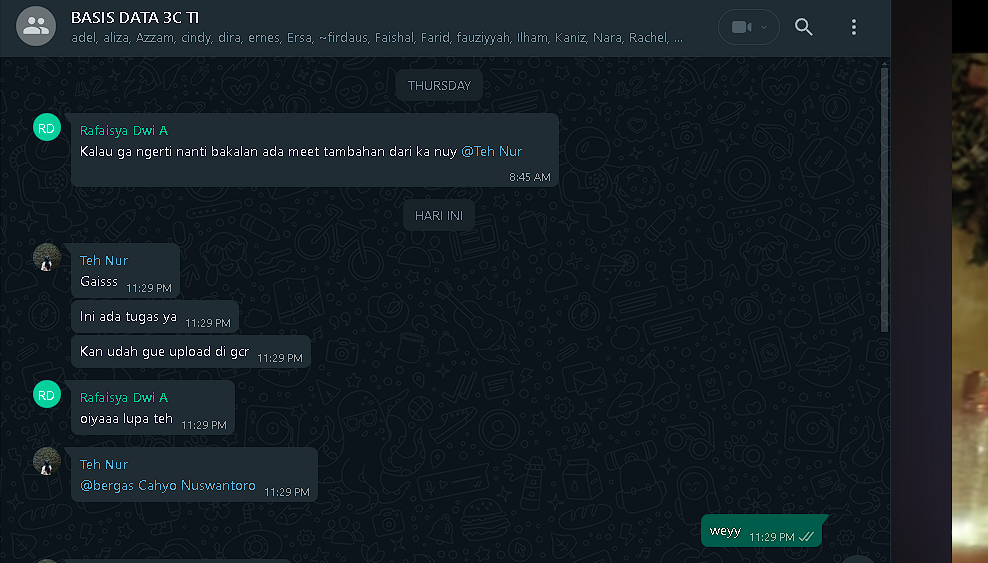 BASIS DATA 3C TI
adel, aliza, Azzam, cindy, dira, ernes, Ersa, ~firdaus, Faishal, Farid, fauziyyah, Ilham, Kaniz, Nara, Rachel, ...
THURSDAY
RD
Rafaisya Dwi A
Kalau ga ngerti nanti bakalan ada meet tambahan dari ka nuy @Teh Nur
8:45 AM
HARI INI
Teh Nur
Gaisss 11:29 PM
Ini ada tugas ya 11:29 PM
Kan udah gue upload di gcr 11:29 PM
RD
Rafaisya Dwi A
oiyaaa lupa teh 11:29 PM
Teh Nur
@bergas Cahyo Nuswantoro 11:29 PM
weyy 11:29 PM